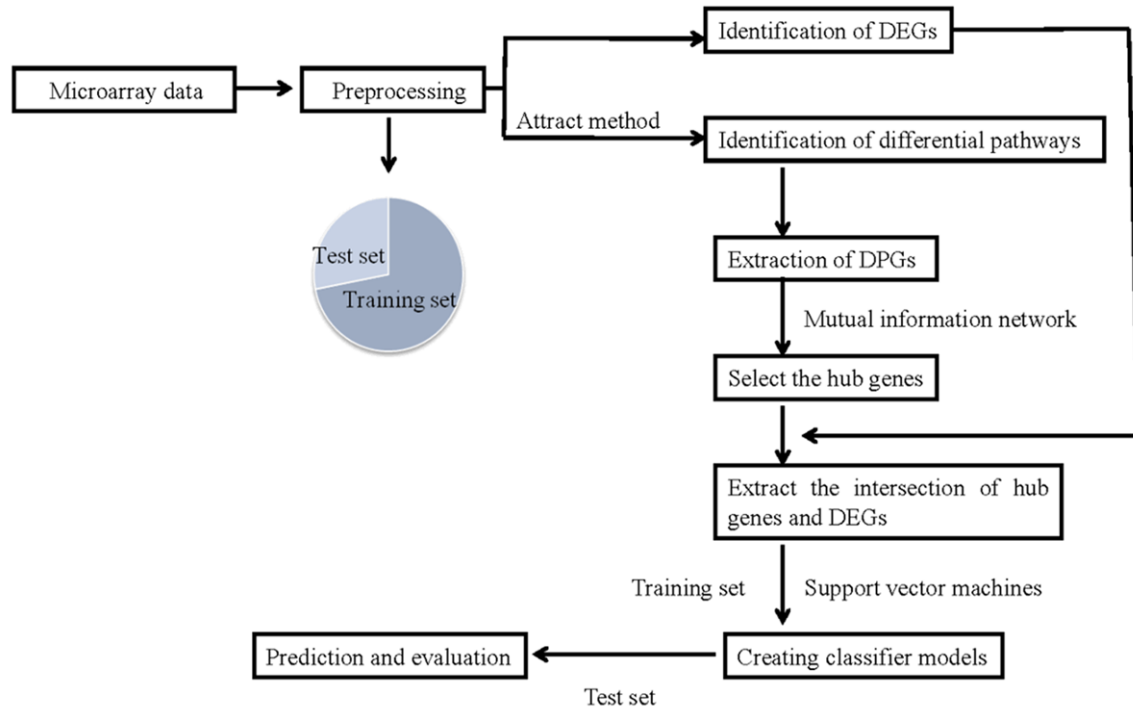 Identification of DEGs
Microarray data
Preprocessing
Attract method
Identification of differential pathways
Test set
Training set
Extraction of DPGs
Mutual information network
Select the hub genes
Extract the intersection of hub
genes and DEGs
Training set
Support vector machines
Prediction and evaluation
Creating classifier models
Test set